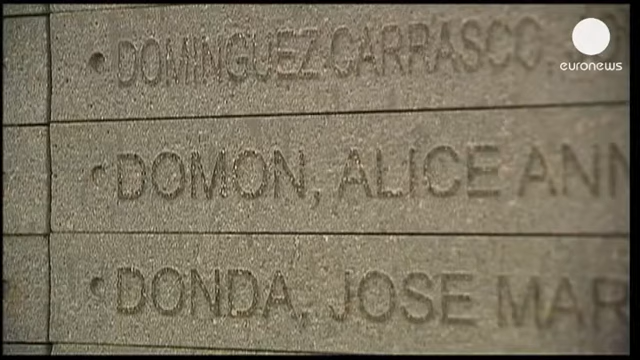 DOMINGUEZ CARRASCO,
euronews
DOMON, ALICE ANN
DONDA, JOSE MAR